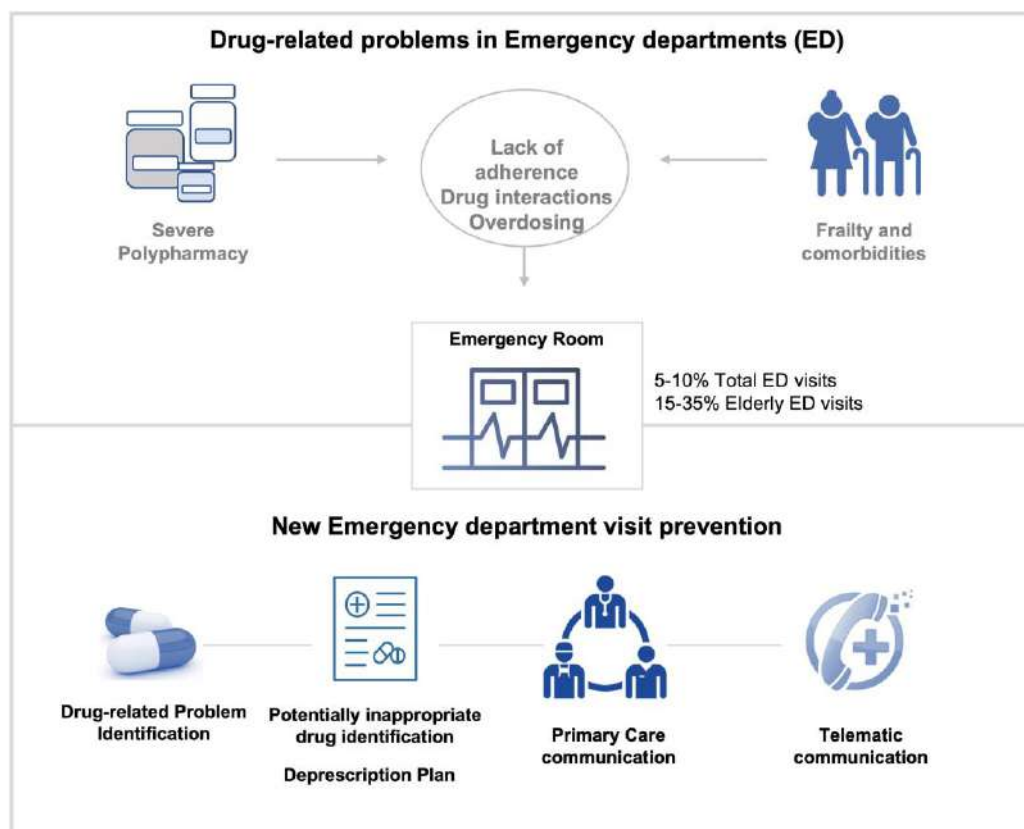 Drug-related problems in Emergency departments (ED)
Lack of
adherence
Drug interactions
Overdosing
Severe
Polypharmacy
Frailty and
comorbidities
Emergency Room
5-10% Total ED visits
15-35% Elderly ED visits
New Emergency department visit prevention
Drug-related Problem
Identification
Potentially inappropriate
drug identification
Deprescription Plan
Primary Care
communication
Telematic
communication